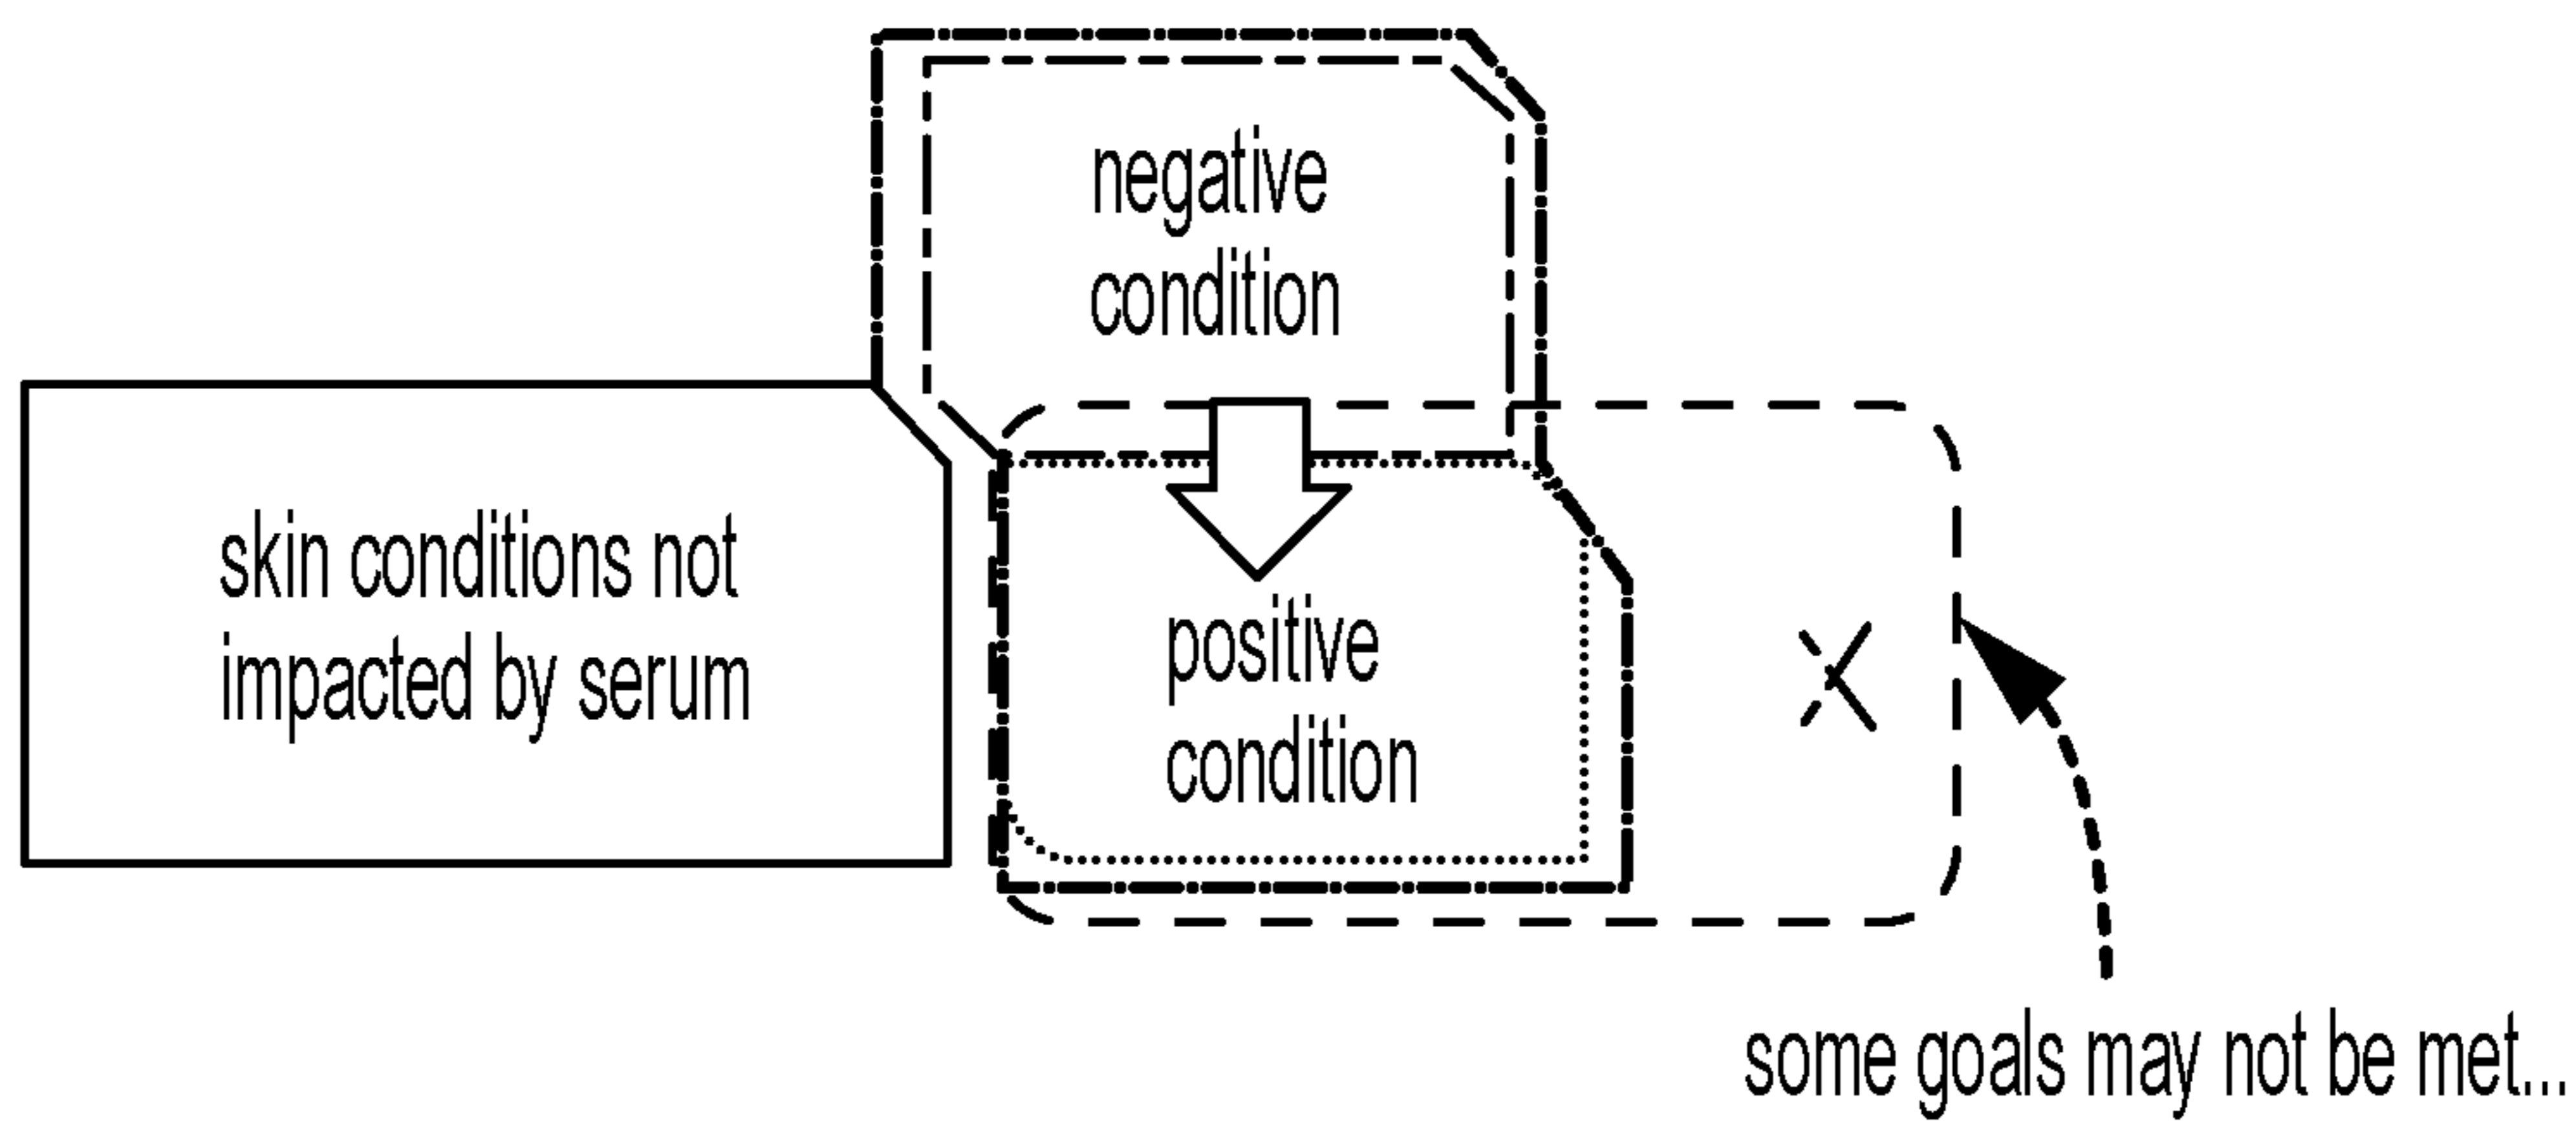 negative
condition
skin conditions not
impacted by serum
positive
condition
X
some goals may not be met...